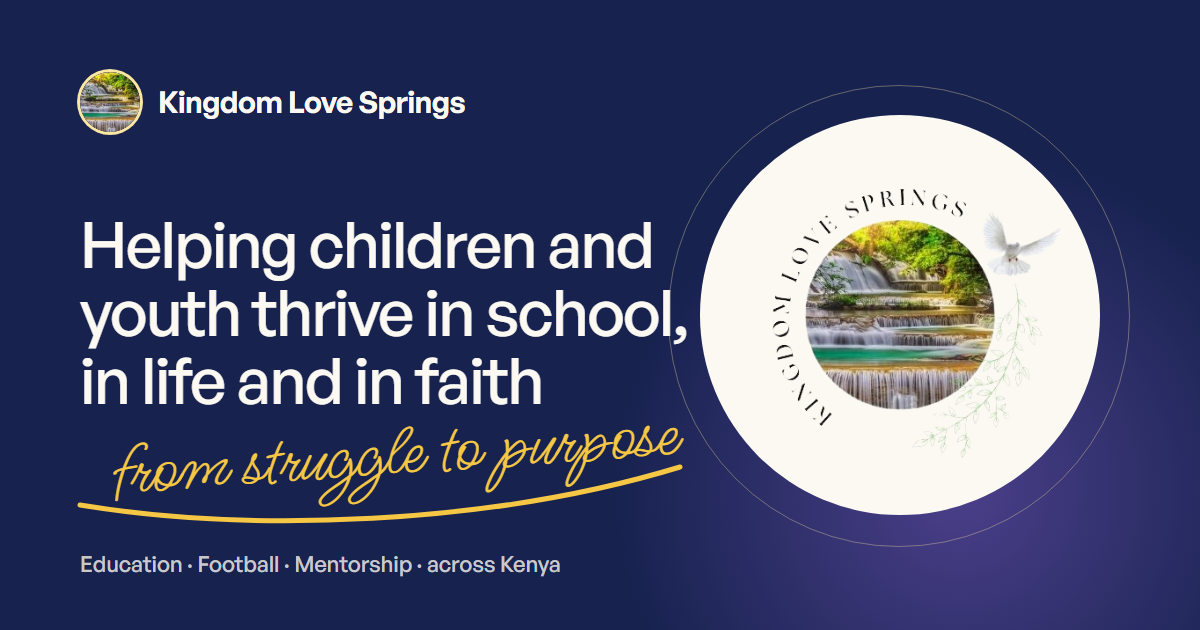 Kingdom Love Springs
Helping children and
youth thrive in school,
in life and in faith
from struggle to purpose
Education · Football · Mentorship · across Kenya
KINGDOM LOVE SPRINGS